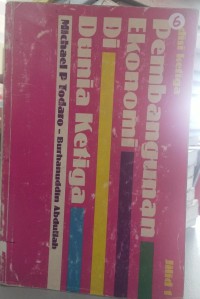 6
Pembangunan
Ekonomi
Di
Dunia Ketiga
Michael P Todaro - Burhanuddin Abdullah
Jilid 1